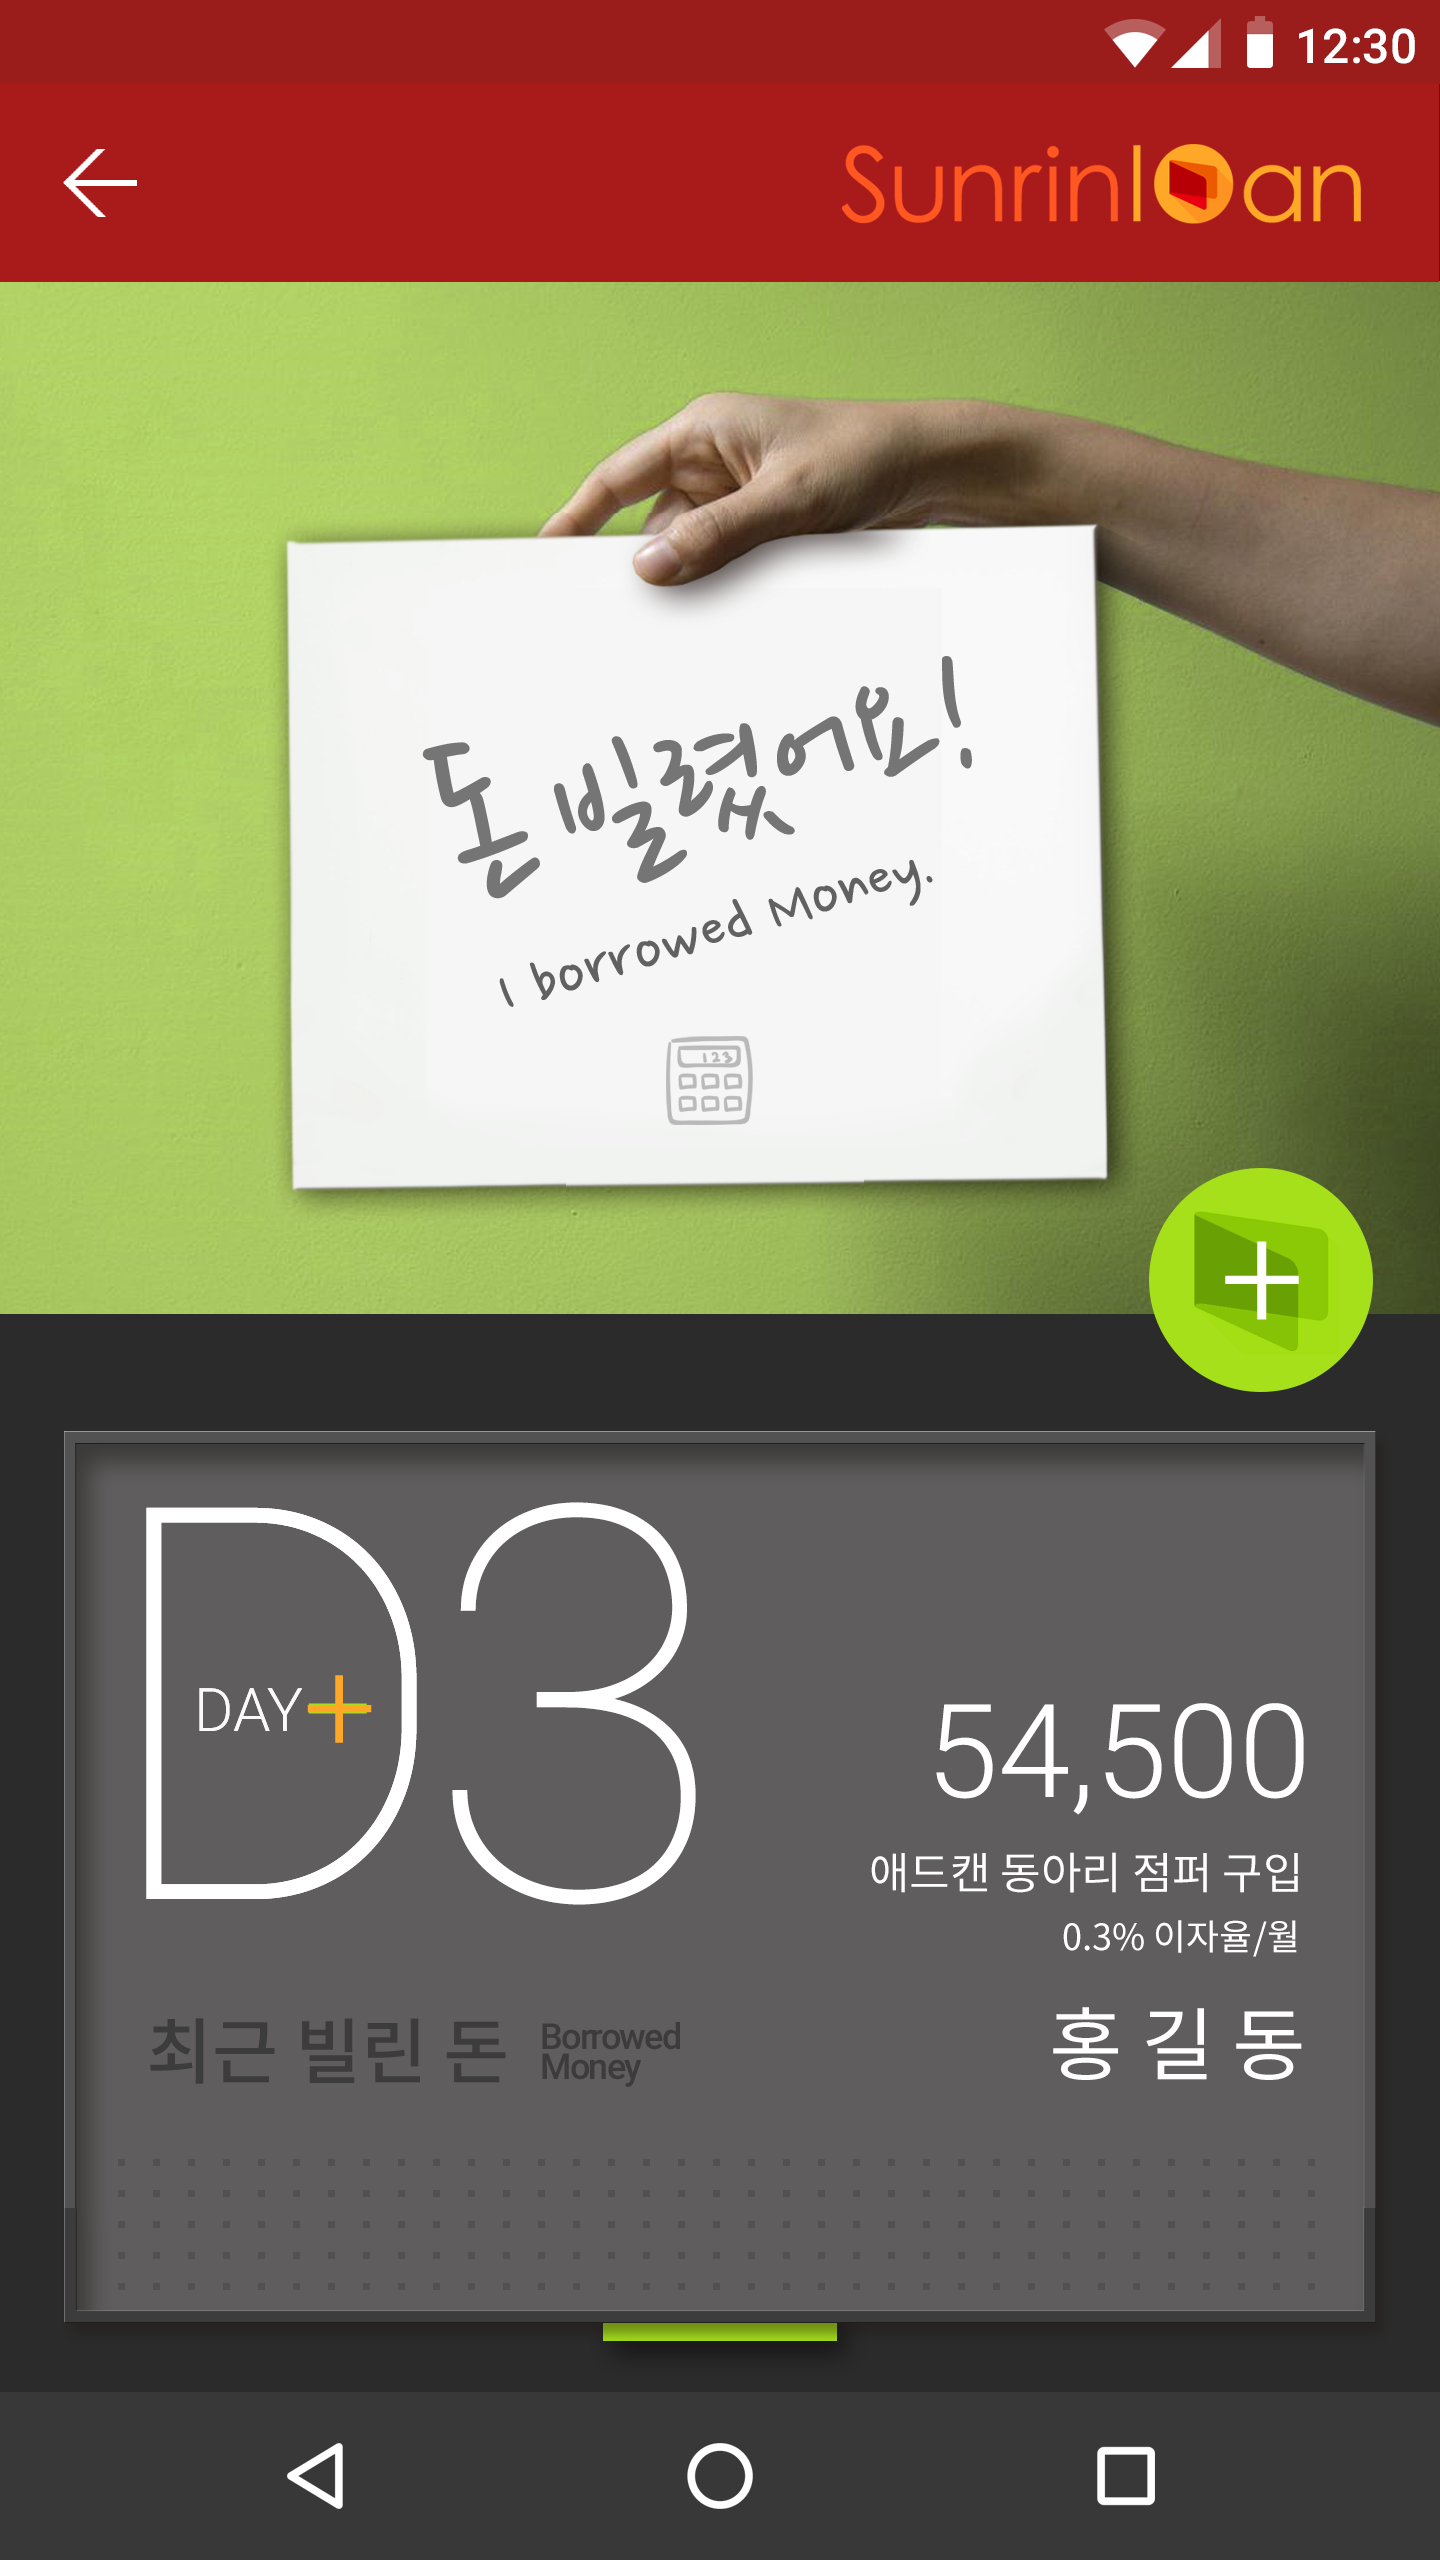 12:30
Sunrinloan
돈 빌렸어요!
I borrowed Money.
123
D3
DAY+
54,500
애드캔 동아리 점퍼 구입
0.3% 이자율/월
최근 빌린 돈 Borrowed Money
홍길동